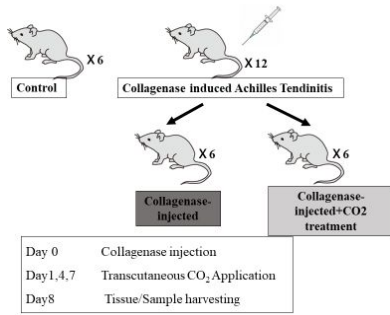 X 6
X 12
Control
Collagenase induced Achilles Tendinitis
X 6
X 6
Collagenase-
injected
Collagenase-
injected+CO2
treatment
Day 0 Collagenase injection
Day1,4,7 Transcutaneous CO₂ Application
Day8 Tissue/Sample harvesting